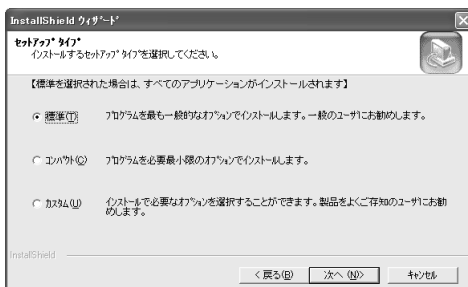 InstallShield ウィザード
セットアップ タイプ
インストールするセットアップ タイプを選択してください。
【標準を選択された場合は、すべてのアプリケーションがインストールされます】
標準(T)
プログラムを最も一般的なオプションでインストールします。一般のユーザにお勧めします。
コンパクト(C)
プログラムを必要最小限のオプションでインストールします。
カスタム(U)
インストールで必要なオプションを選択することができます。製品をよくご存知のユーザにお勧
めします。
InstallShield
< 戻る(B)
次へ (N)>
キャンセル